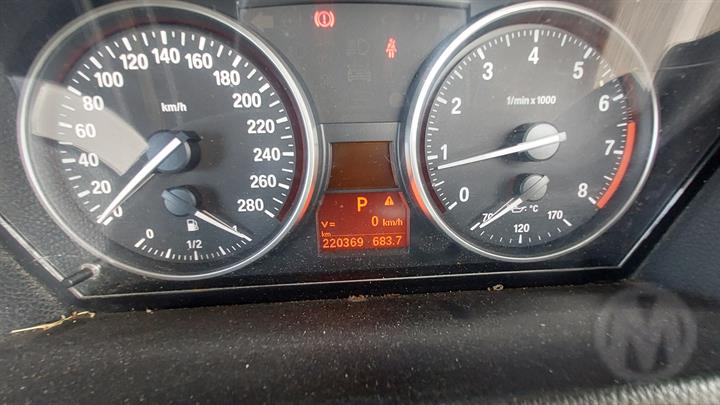 0 20 40 60 80 100 120 140 160 180 200 220 240 260 280
km/h
0 1/2 1
0 1 2 3 4 5 6 7 8
1/min x 1000
70 °C 170
120
P
V= 0 km/h
km
220369 683.7
M